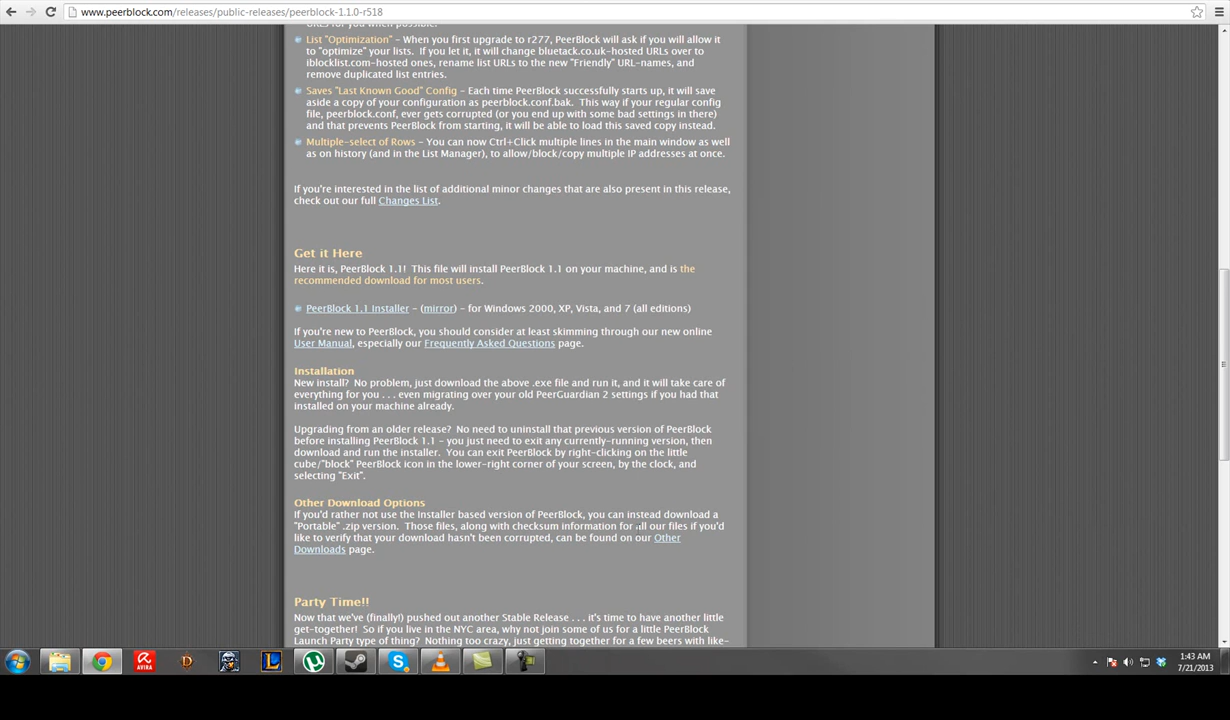 www.peerblock.com/releases/public-releases/peerblock-1.1.0-r518
List "Optimization" – When you first upgrade to r277, PeerBlock will ask if you will allow it
to "optimize" your lists.  If you let it, it will change bluetack.co.uk-hosted URLs over to
iblocklist.com-hosted ones, rename list URLs to the new "Friendly" URL-names, and
remove duplicated list entries.
Saves "Last Known Good" Config – Each time PeerBlock successfully starts up, it will save
aside a copy of your configuration as peerblock.conf.bak.  This way if your regular config
file, peerblock.conf, ever gets corrupted (or you end up with some bad settings in there)
and that prevents PeerBlock from starting, it will be able to load this saved copy instead.
Multiple-select of Rows – You can now Ctrl+Click multiple lines in the main window as well
as on history (and in the List Manager), to allow/block/copy multiple IP addresses at once.
If you're interested in the list of additional minor changes that are also present in this release,
check out our full Changes List.
Get it Here
Here it is, PeerBlock 1.1!  This file will install PeerBlock 1.1 on your machine, and is the
recommended download for most users.
PeerBlock 1.1 Installer – (mirror) – for Windows 2000, XP, Vista, and 7 (all editions)
If you're new to PeerBlock, you should consider at least skimming through our new online
User Manual, especially our Frequently Asked Questions page.
Installation
New install?  No problem, just download the above .exe file and run it, and it will take care of
everything for you . . . even migrating over your old PeerGuardian 2 settings if you had that
installed on your machine already.
Upgrading from an older release?  No need to uninstall that previous version of PeerBlock
before installing PeerBlock 1.1 – you just need to exit any currently-running version, then
download and run the installer.  You can exit PeerBlock by right-clicking on the little
cube/"block" PeerBlock icon in the lower-right corner of your screen, by the clock, and
selecting "Exit".
Other Download Options
If you'd rather not use the Installer based version of PeerBlock, you can instead download a
"Portable" .zip version.  Those files, along with checksum information for all our files if you'd
like to verify that your download hasn't been corrupted, can be found on our Other
Downloads page.
Party Time!!
Now that we've (finally!) pushed out another Stable Release . . . it's time to have another little
get-together!  So if you live in the NYC area, why not join some of us for a little PeerBlock
Launch Party type of thing?  Nothing too crazy, just getting together for a few beers with like-
AVIRA
1:43 AM
7/21/2013